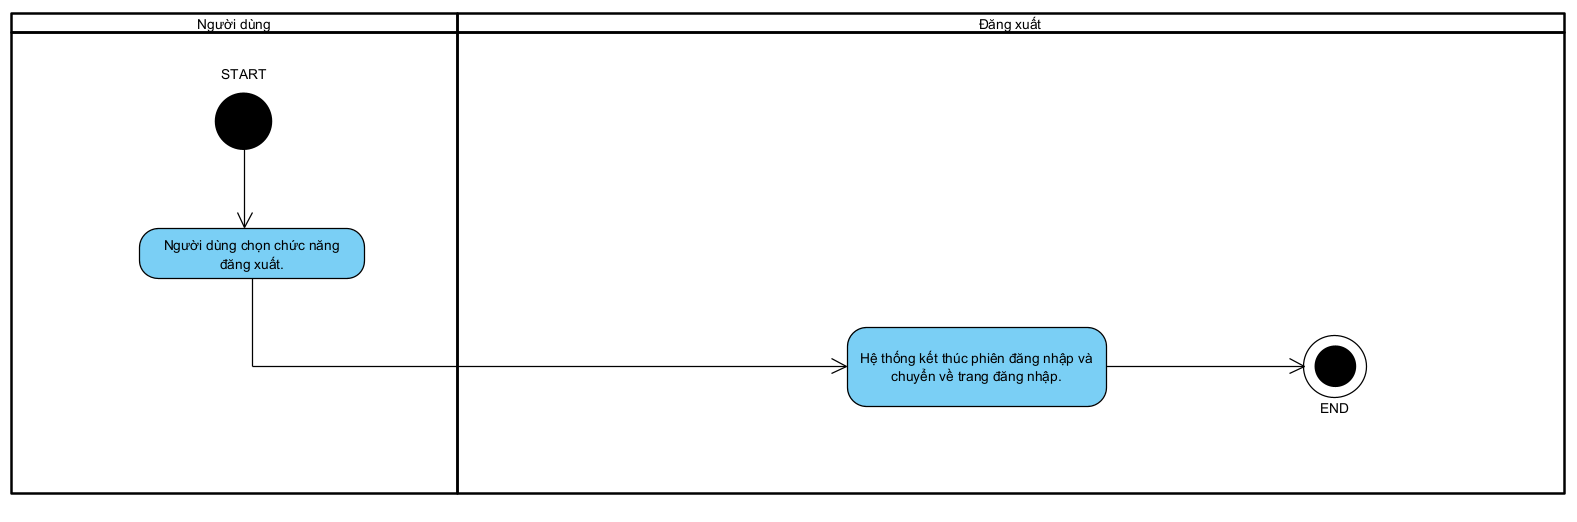 Người dùng
Đăng xuất
START
Người dùng chọn chức năng
đăng xuất.
Hệ thống kết thúc phiên đăng nhập và
chuyển về trang đăng nhập.
END